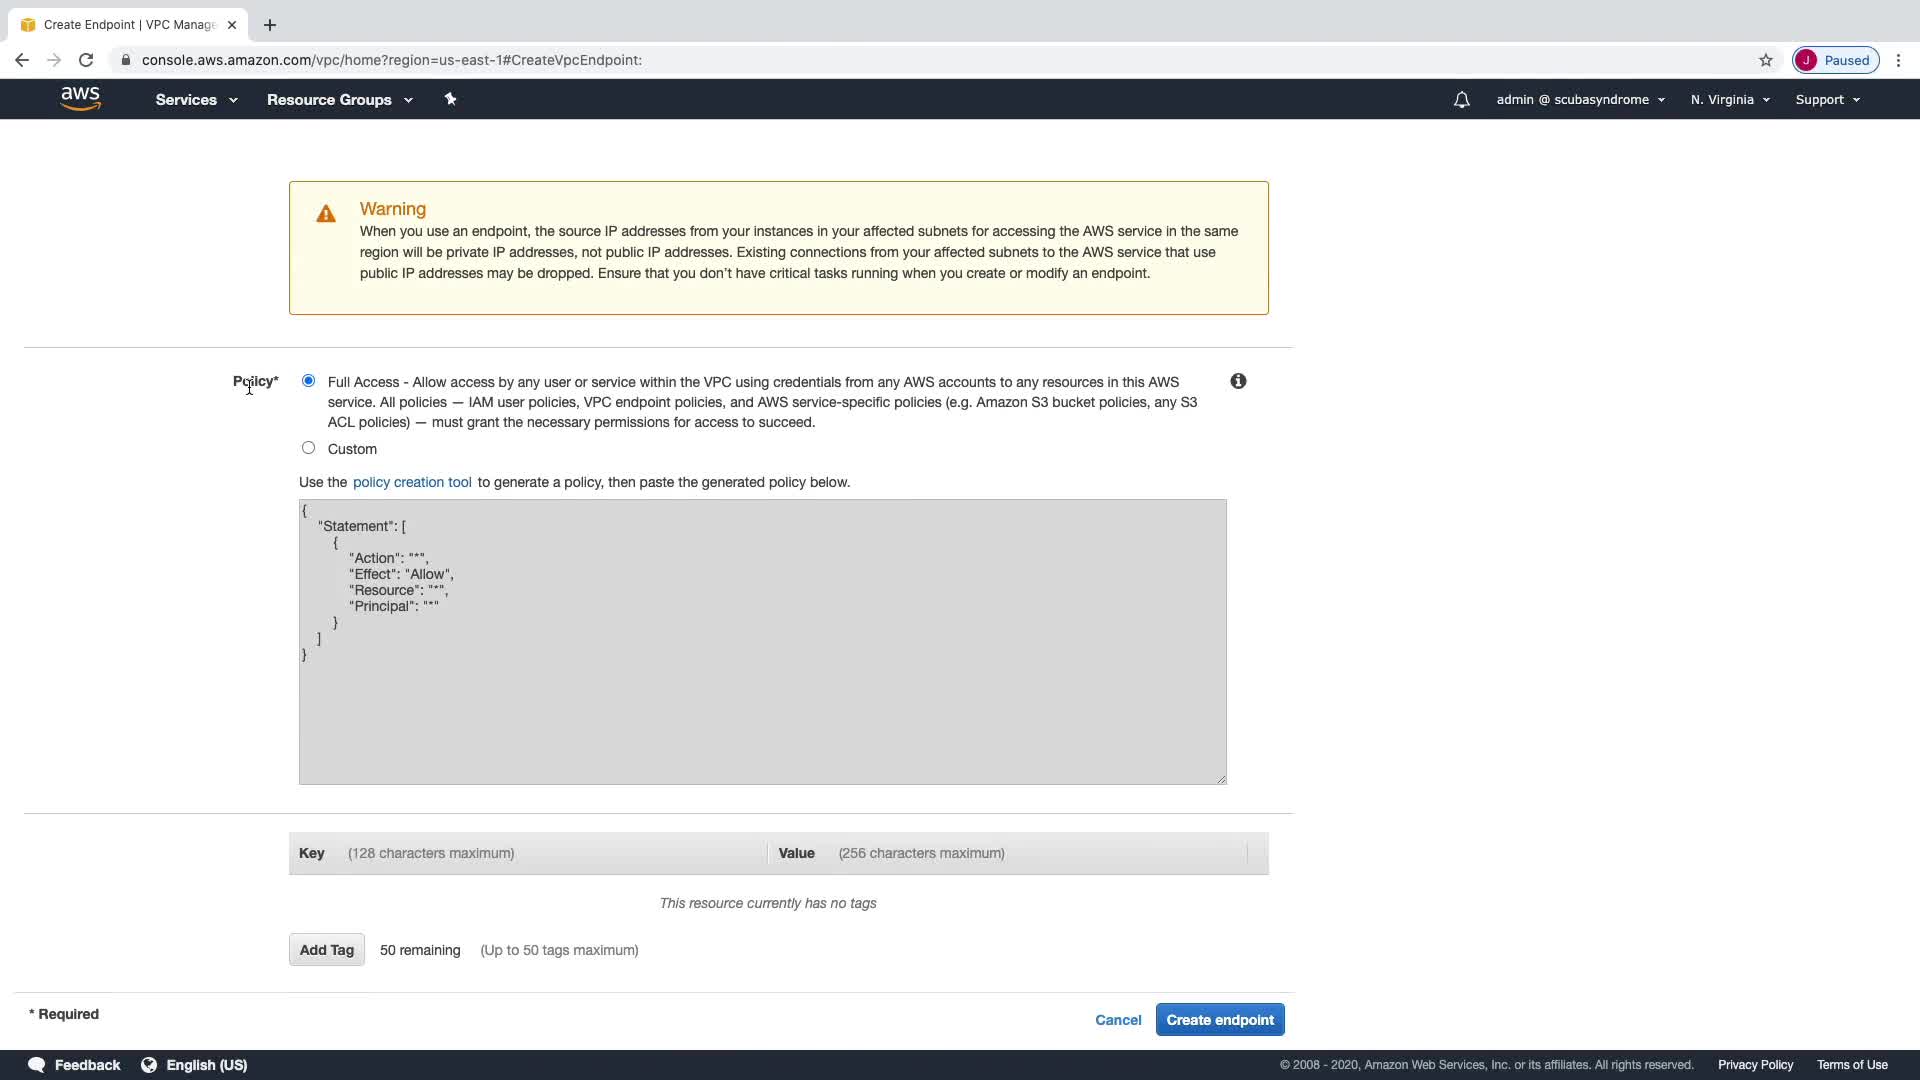 Create Endpoint | VPC Manage
console.aws.amazon.com/vpc/home?region=us-east-1#CreateVpcEndpoint:
J Paused
aws Services Resource Groups admin @ scubasyndrome N. Virginia Support
Warning
When you use an endpoint, the source IP addresses from your instances in your affected subnets for accessing the AWS service in the same
region will be private IP addresses, not public IP addresses. Existing connections from your affected subnets to the AWS service that use
public IP addresses may be dropped. Ensure that you don't have critical tasks running when you create or modify an endpoint.
Policy*
Full Access - Allow access by any user or service within the VPC using credentials from any AWS accounts to any resources in this AWS
service. All policies — IAM user policies, VPC endpoint policies, and AWS service-specific policies (e.g. Amazon S3 bucket policies, any S3
ACL policies) — must grant the necessary permissions for access to succeed.
Custom
Use the policy creation tool to generate a policy, then paste the generated policy below.
{
"Statement": [
{
"Action": "*",
"Effect": "Allow",
"Resource": "*",
"Principal": "*"
}
]
}
Key (128 characters maximum) Value (256 characters maximum)
This resource currently has no tags
Add Tag 50 remaining (Up to 50 tags maximum)
* Required
Cancel Create endpoint
Feedback English (US) © 2008 - 2020, Amazon Web Services, Inc. or its affiliates. All rights reserved. Privacy Policy Terms of Use